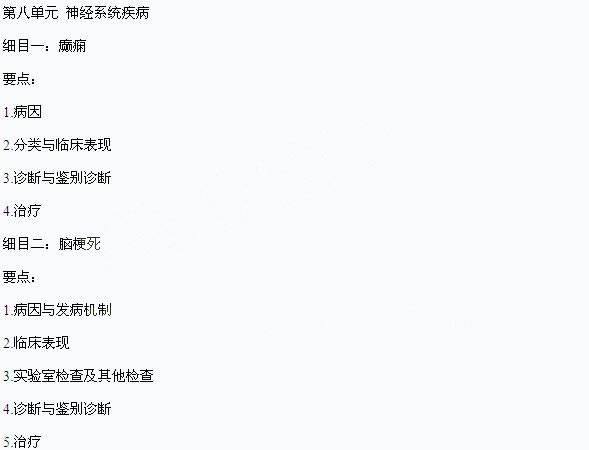 第八单元 神经系统疾病
细目一：癫痫
要点：
1.病因
2.分类与临床表现
3.诊断与鉴别诊断
4.治疗
细目二：脑梗死
要点：
1.病因与发病机制
2.临床表现
3.实验室检查及其他检查
4.诊断与鉴别诊断
5.治疗